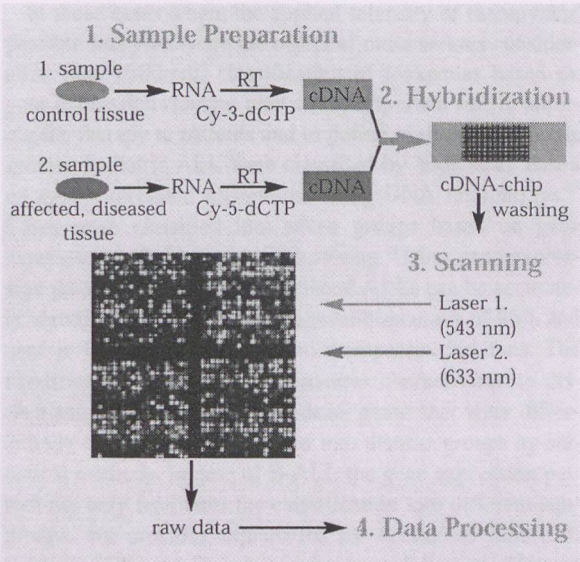 1. Sample Preparation
1. sample
control tissue
RNA
RT
Cy-3-dCTP
cDNA
2. Hybridization
2. sample
affected, diseased
tissue
RNA
RT
Cy-5-dCTP
cDNA
cDNA-chip
washing
3. Scanning
Laser 1.
(543 nm)
Laser 2.
(633 nm)
raw data
4. Data Processing